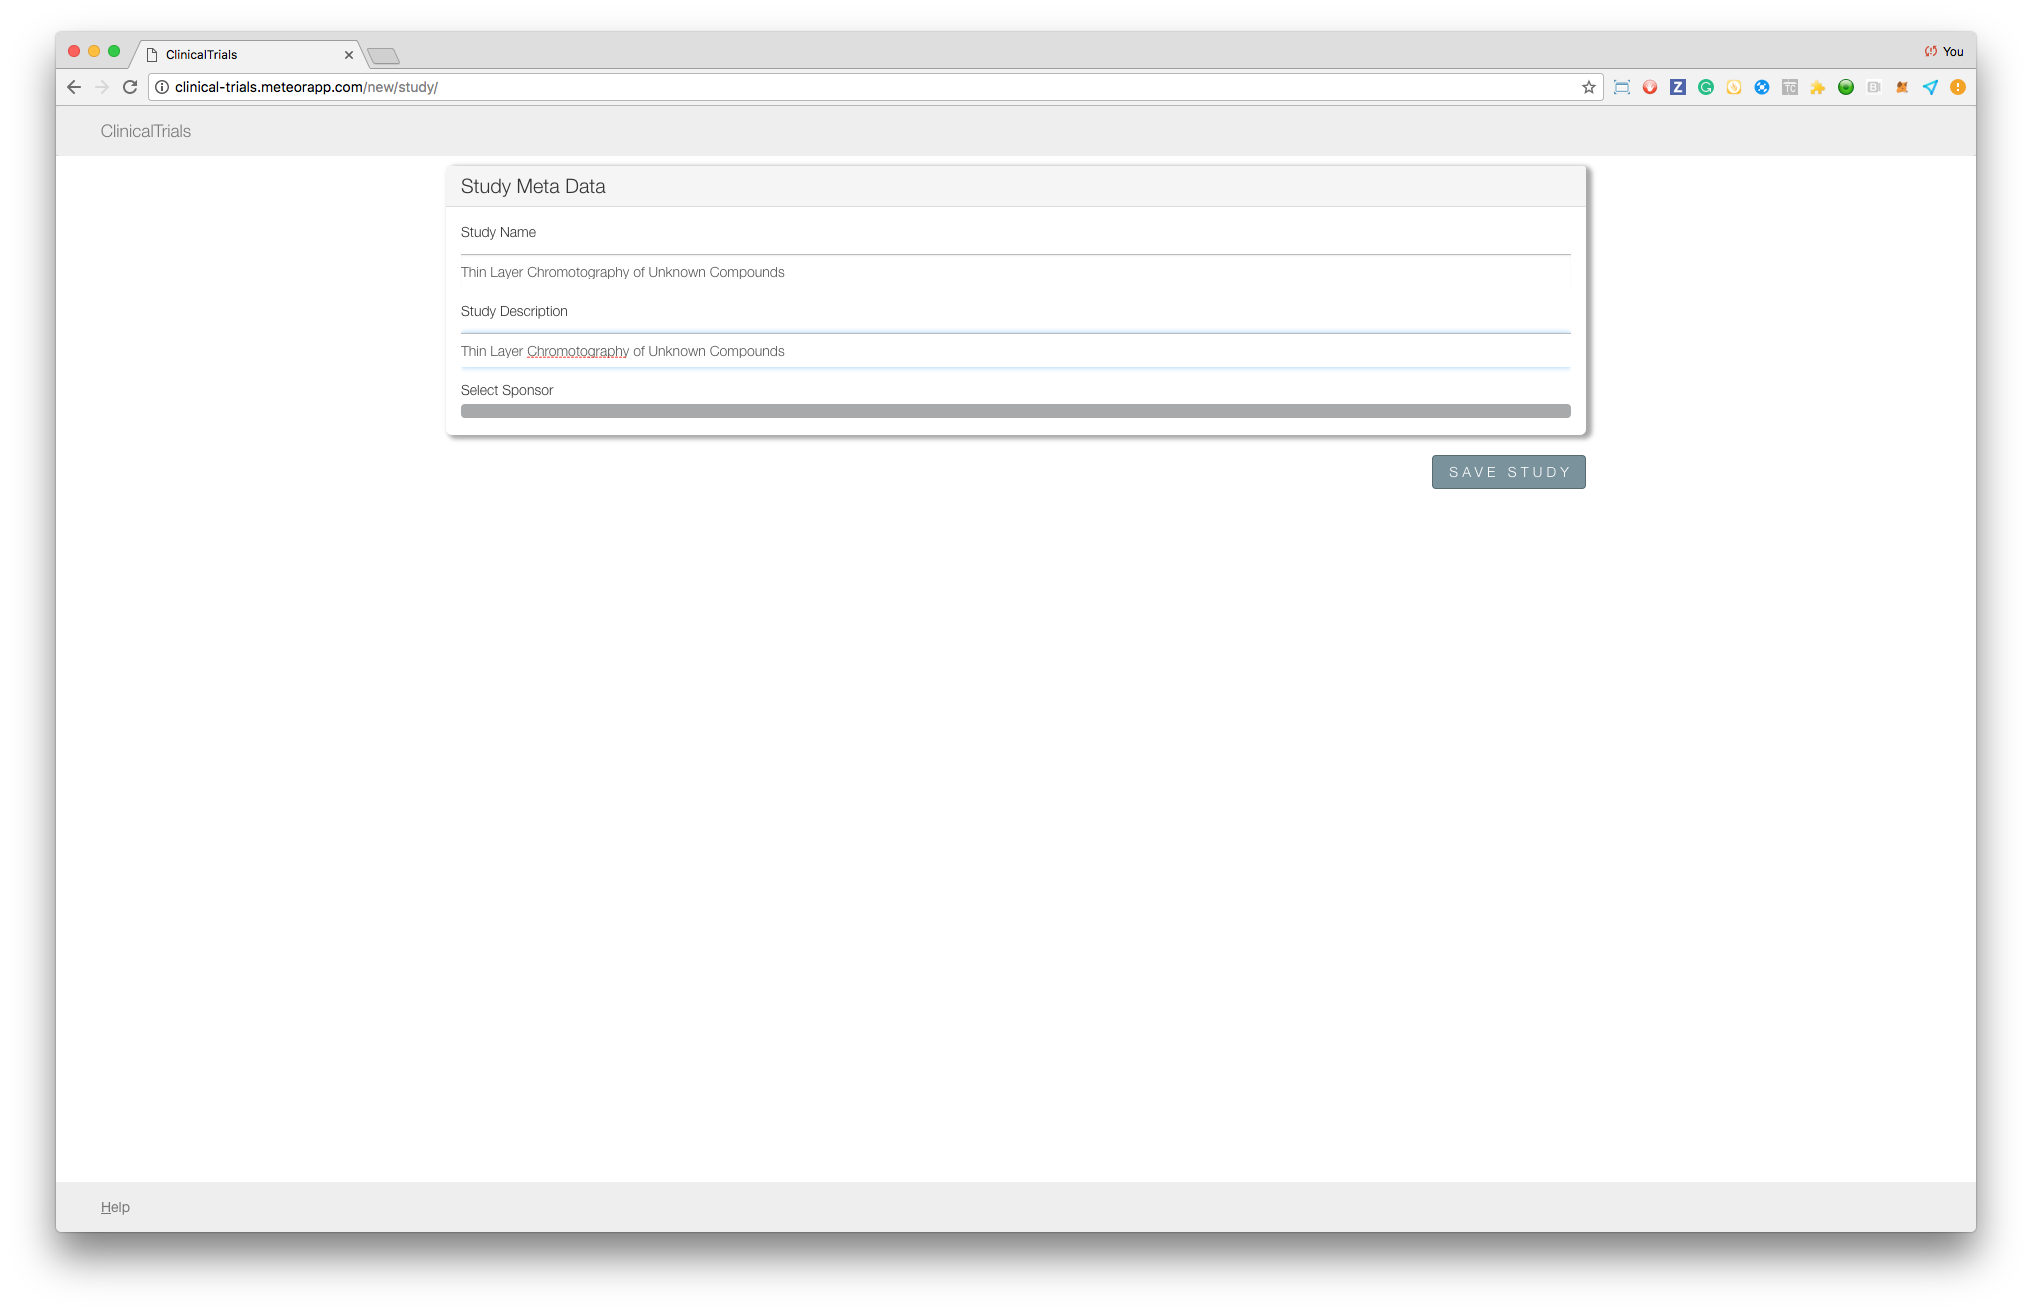 ClinicalTrials
You
clinical-trials.meteorapp.com/new/study/
Z
G
TC
B
ClinicalTrials
Study Meta Data
Study Name
Thin Layer Chromotography of Unknown Compounds
Study Description
Thin Layer Chromotography of Unknown Compounds
Select Sponsor
SAVE STUDY
Help